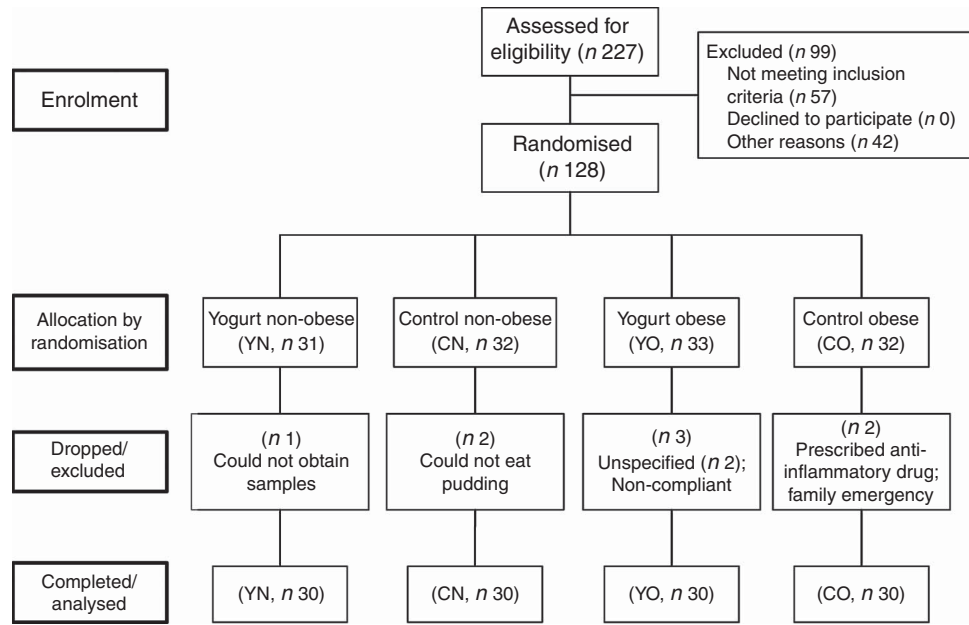 Assessed for
eligibility (n 227)
Excluded (n 99)
Not meeting inclusion
criteria (n 57)
Declined to participate (n 0)
Other reasons (n 42)
Enrolment
Randomised
(n 128)
Allocation by
randomisation
Yogurt non-obese
(YN, n 31)
Control non-obese
(CN, n 32)
Yogurt obese
(YO, n 33)
Control obese
(CO, n 32)
Dropped/
excluded
(n 1)
Could not obtain
samples
(n 2)
Could not eat
pudding
(n 3)
Unspecified (n 2);
Non-compliant
(n 2)
Prescribed anti-
inflammatory drug;
family emergency
Completed/
analysed
(YN, n 30)
(CN, n 30)
(YO, n 30)
(CO, n 30)